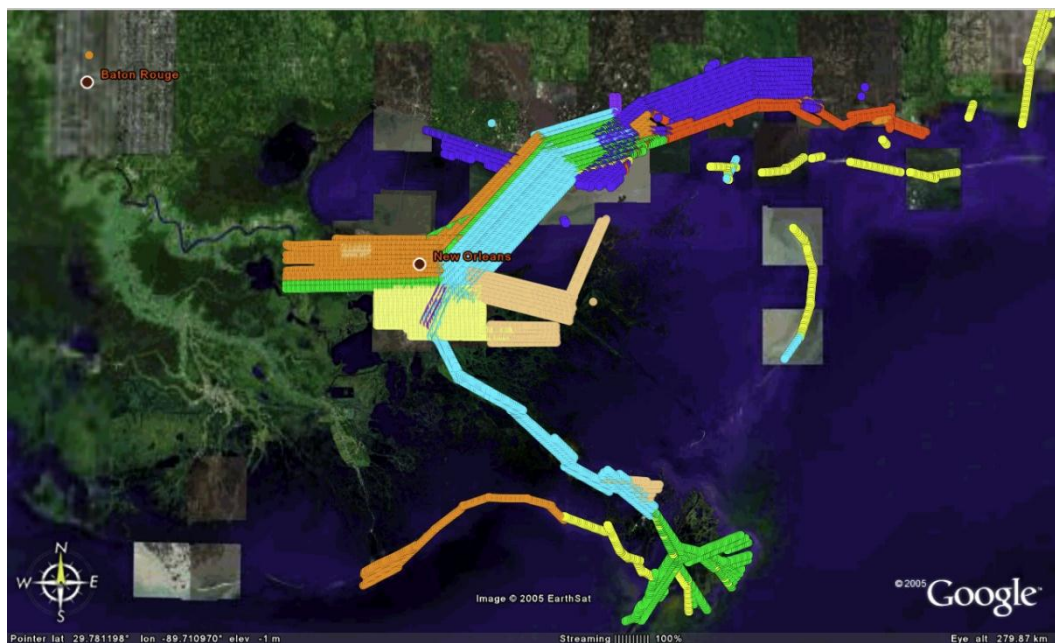 Baton Rouge
New Orleans
N
W E
S
Image © 2005 EarthSat
©2005 Google™
Pointer lat 29.781198° lon -89.710970° elev -1 m Streaming |||||||||| 100% Eye alt 279.87 km